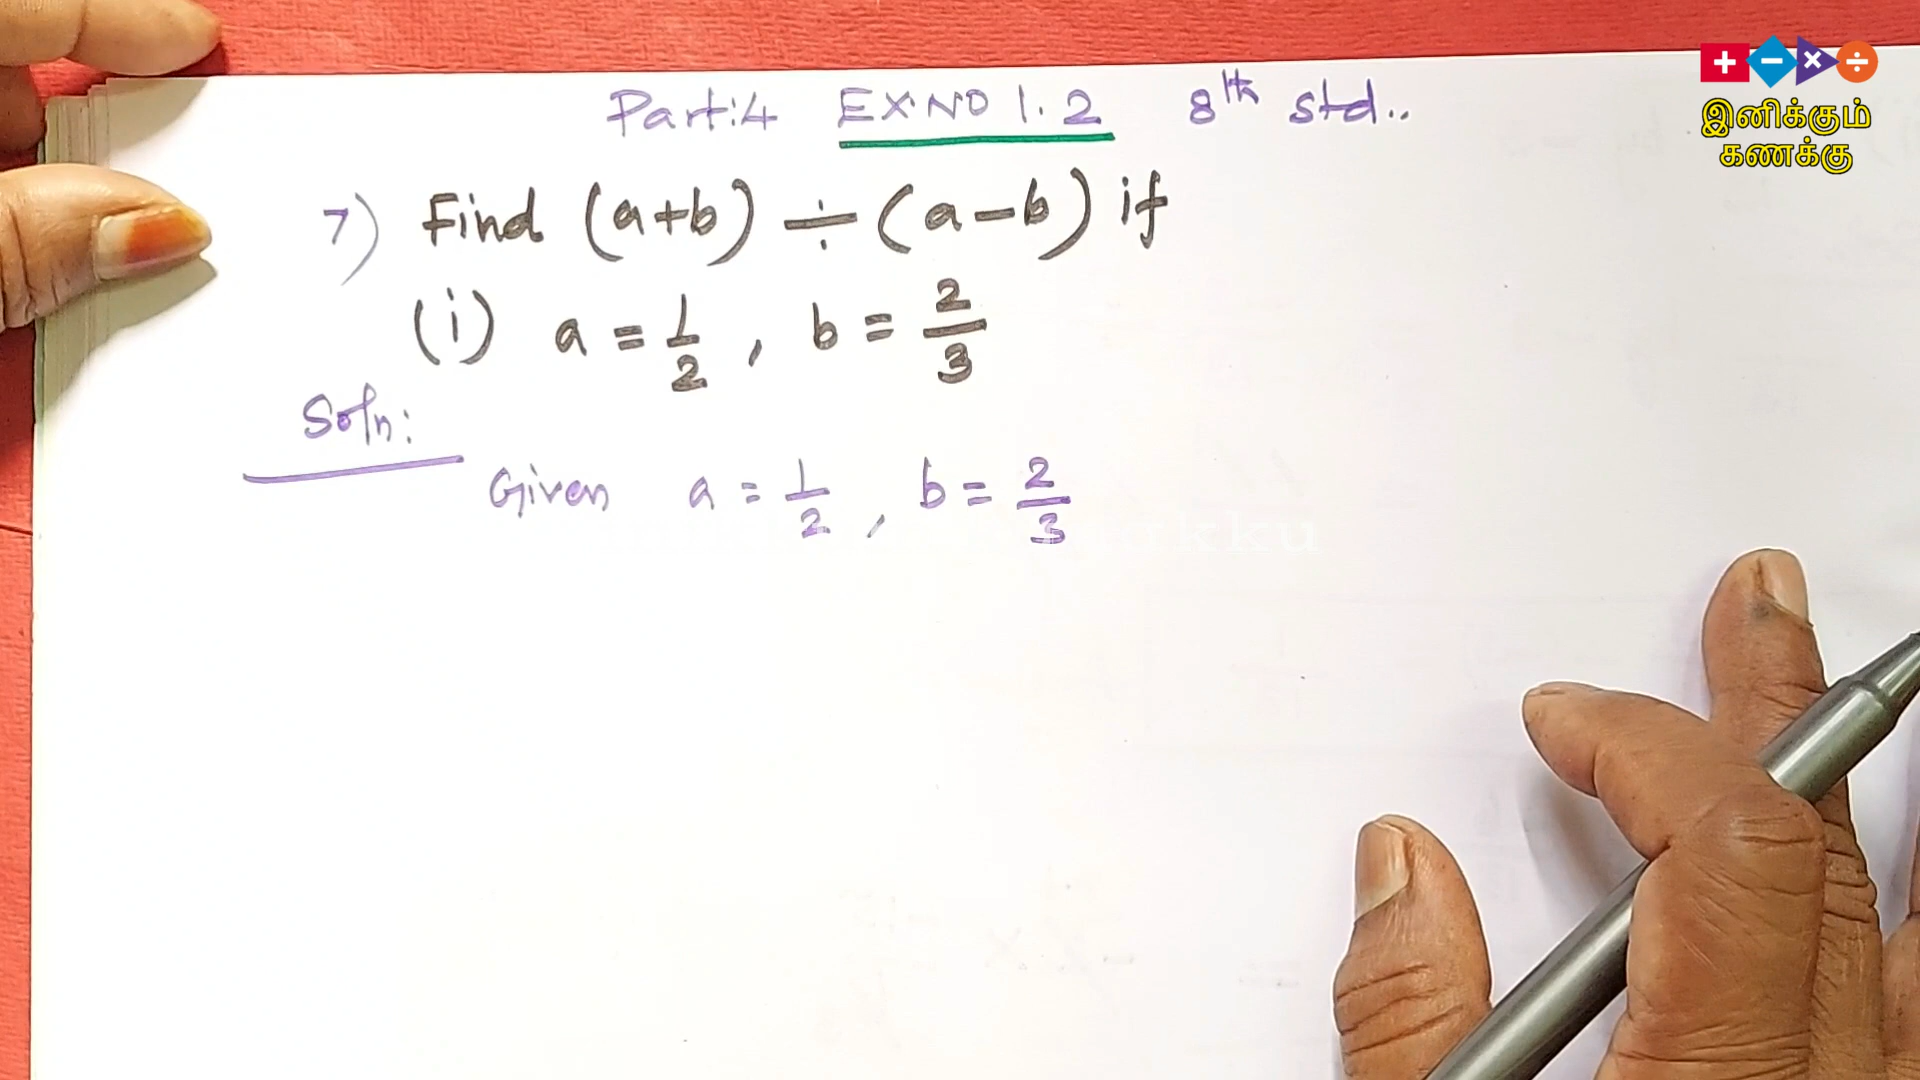 Part:4 EX.NO 1.2 8th std..
இனிக்கும்
கணக்கு
7) Find (a+b) ÷ (a-b) if
(i) a = 1/2 , b = 2/3
Soln:
Given a = 1/2 , b = 2/3